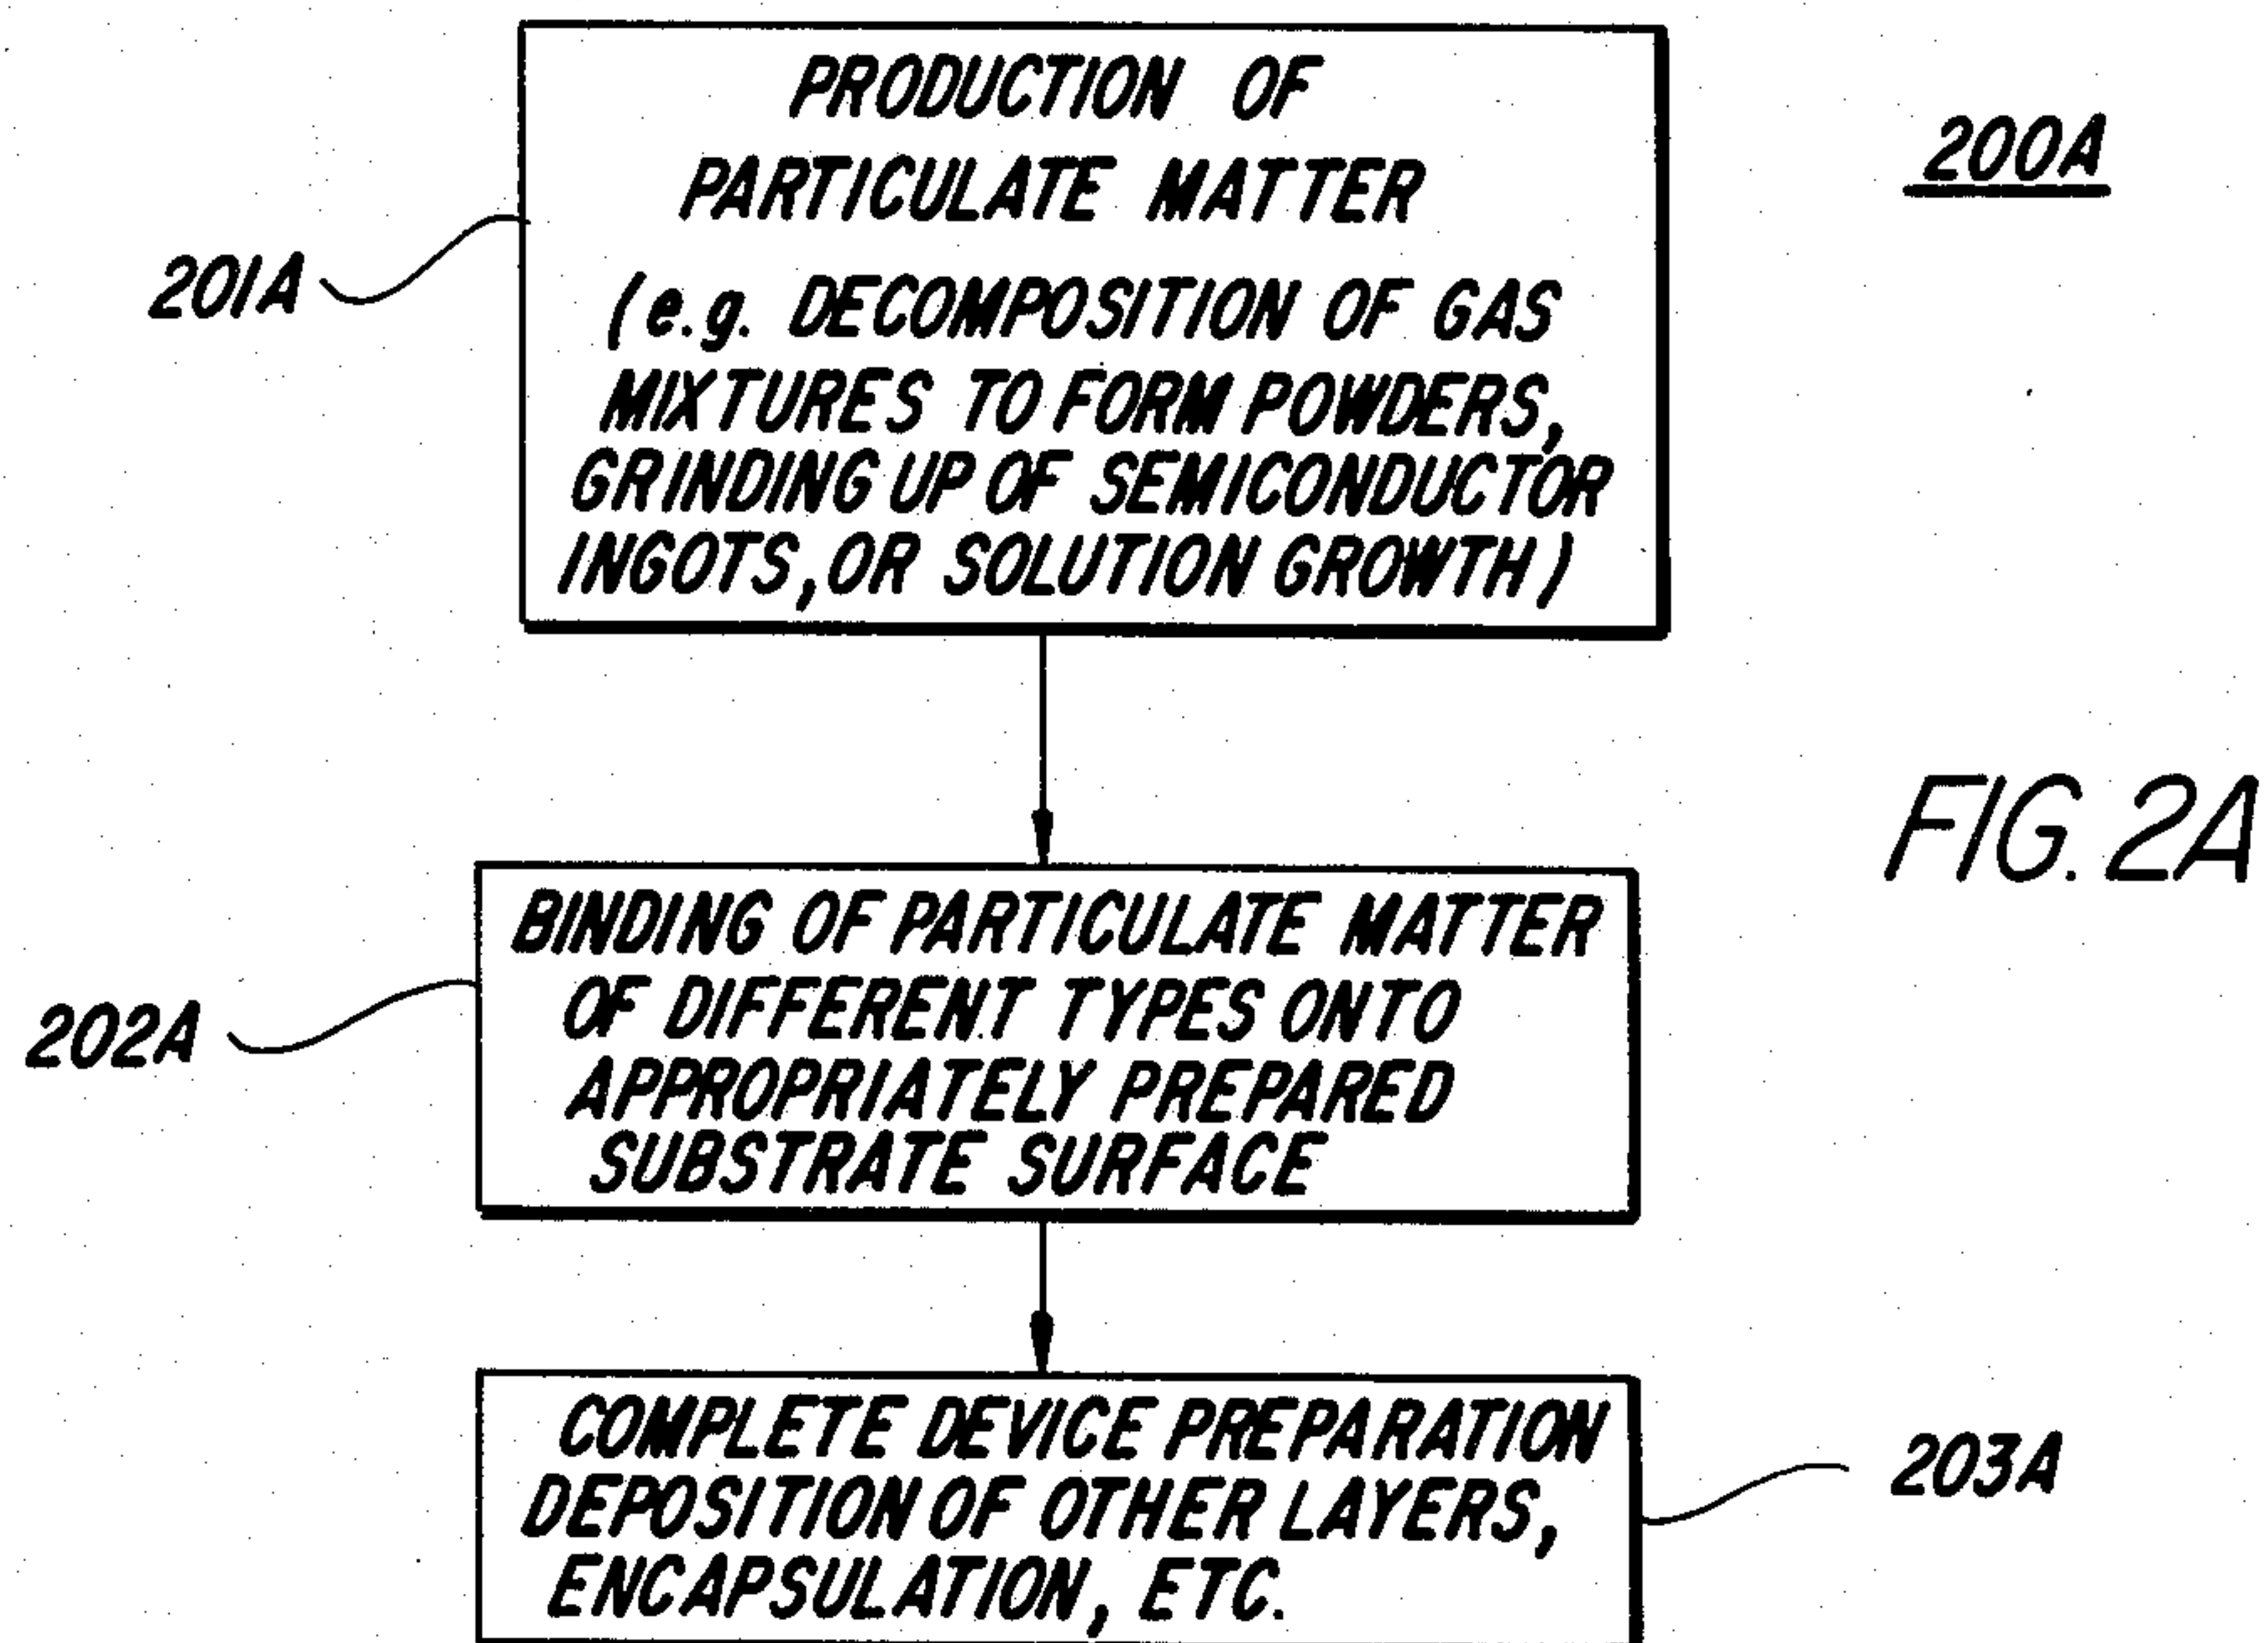 PRODUCTION OF
PARTICULATE MATTER
(e.g. DECOMPOSITION OF GAS
MIXTURES TO FORM POWDERS,
GRINDING UP OF SEMICONDUCTOR
INGOTS, OR SOLUTION GROWTH)
200A
201A
FIG. 2A
BINDING OF PARTICULATE MATTER
OF DIFFERENT TYPES ONTO
APPROPRIATELY PREPARED
SUBSTRATE SURFACE
202A
COMPLETE DEVICE PREPARATION
DEPOSITION OF OTHER LAYERS,
ENCAPSULATION, ETC.
203A